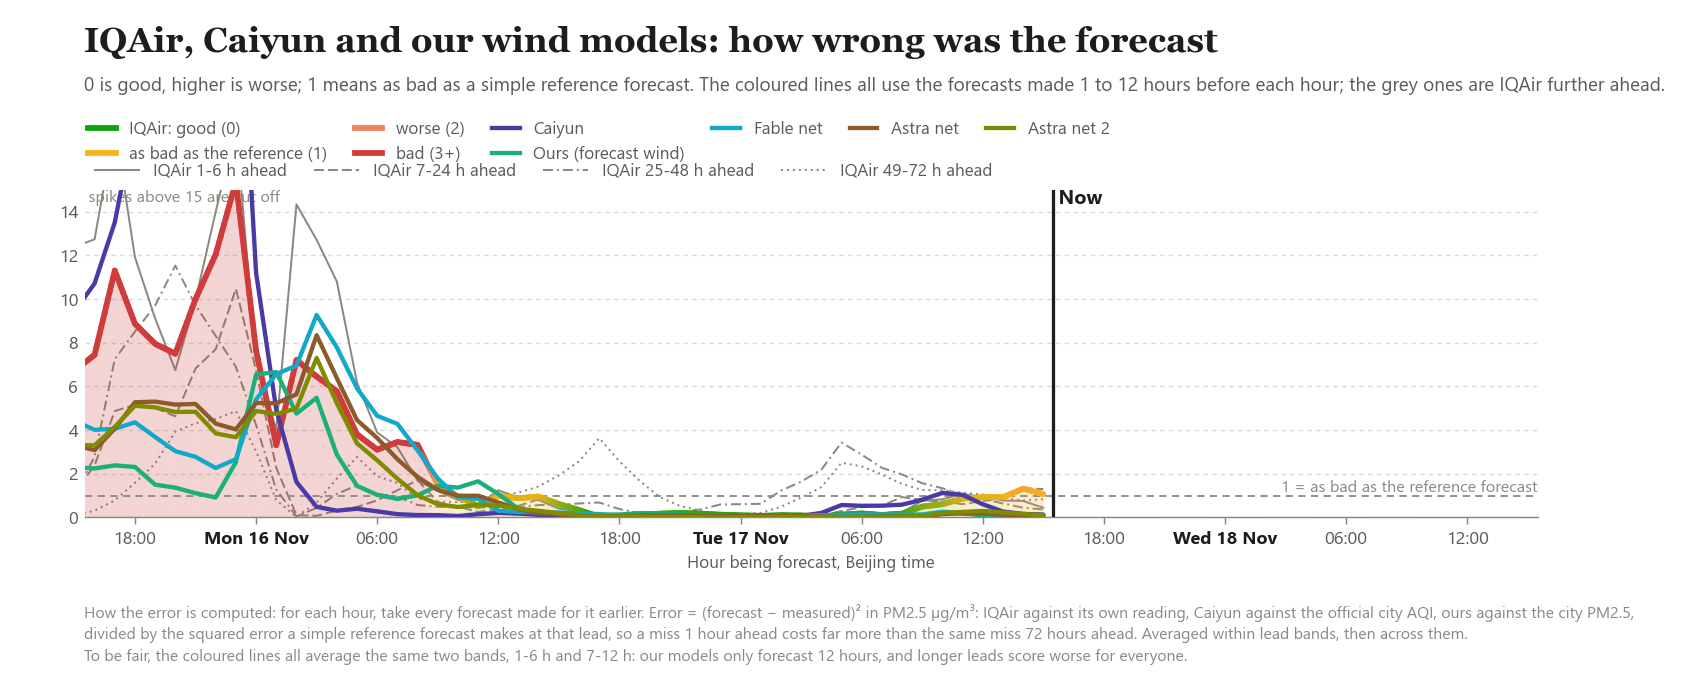 IQAir, Caiyun and our wind models: how wrong was the forecast
0 is good, higher is worse; 1 means as bad as a simple reference forecast. The coloured lines all use the forecasts made 1 to 12 hours before each hour; the grey ones are IQAir further ahead.
IQAir: good (0) worse (2) Caiyun Fable net Astra net Astra net 2
as bad as the reference (1) bad (3+) Ours (forecast wind)
IQAir 1-6 h ahead IQAir 7-24 h ahead IQAir 25-48 h ahead IQAir 49-72 h ahead
spikes above 15 are cut off
Now
14
12
10
8
6
4
2
0
1 = as bad as the reference forecast
18:00 Mon 16 Nov 06:00 12:00 18:00 Tue 17 Nov 06:00 12:00 18:00 Wed 18 Nov 06:00 12:00
Hour being forecast, Beijing time
How the error is computed: for each hour, take every forecast made for it earlier. Error = (forecast − measured)² in PM2.5 µg/m³: IQAir against its own reading, Caiyun against the official city AQI, ours against the city PM2.5,
divided by the squared error a simple reference forecast makes at that lead, so a miss 1 hour ahead costs far more than the same miss 72 hours ahead. Averaged within lead bands, then across them.
To be fair, the coloured lines all average the same two bands, 1-6 h and 7-12 h: our models only forecast 12 hours, and longer leads score worse for everyone.